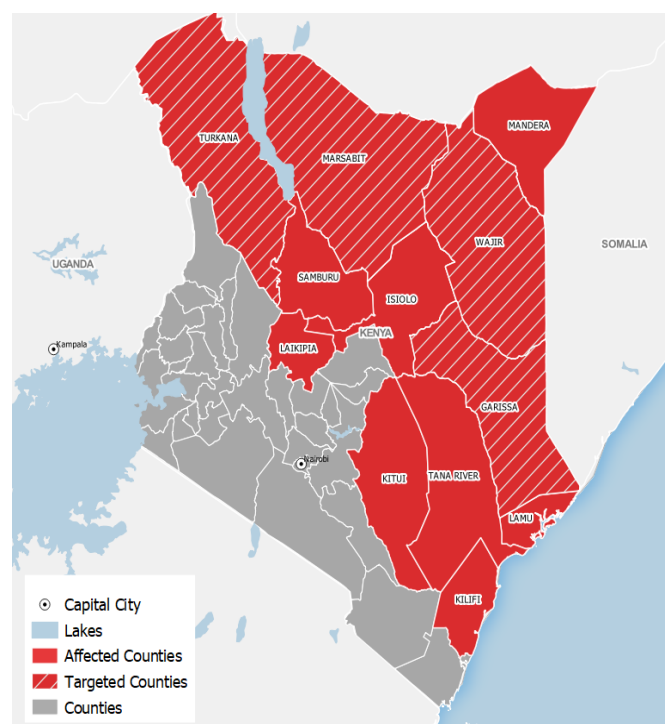 MANDERA
TURKANA
MARSABIT
WAJIR
SOMALIA
UGANDA
SAMBURU
ISIOLO
KENYA
Kampala
LAIKIPIA
GARISSA
Nairobi
KITUI
TANA RIVER
LAMU
KILIFI
Capital City
Lakes
Affected Counties
Targeted Counties
Counties